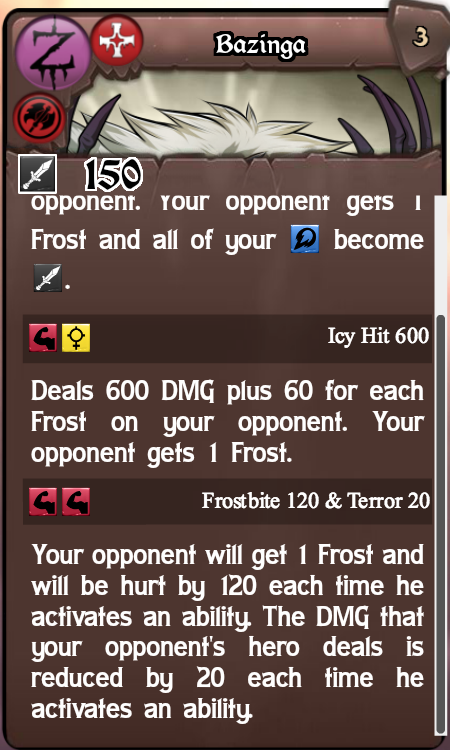 Bazinga
3
150
opponent. Your opponent gets 1
Frost and all of your become
.
Icy Hit 600
Deals 600 DMG plus 60 for each
Frost on your opponent. Your
opponent gets 1 Frost.
Frostbite 120 & Terror 20
Your opponent will get 1 Frost and
will be hurt by 120 each time he
activates an ability. The DMG that
your opponent's hero deals is
reduced by 20 each time he
activates an ability.